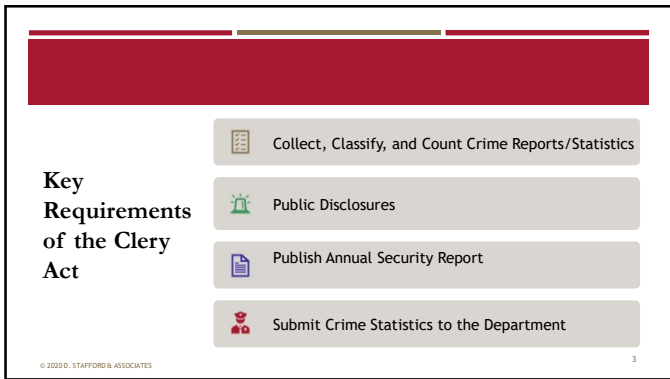 Key
Requirements
of the Clery
Act
Collect, Classify, and Count Crime Reports/Statistics
Public Disclosures
Publish Annual Security Report
Submit Crime Statistics to the Department
© 2020 D. STAFFORD & ASSOCIATES
3